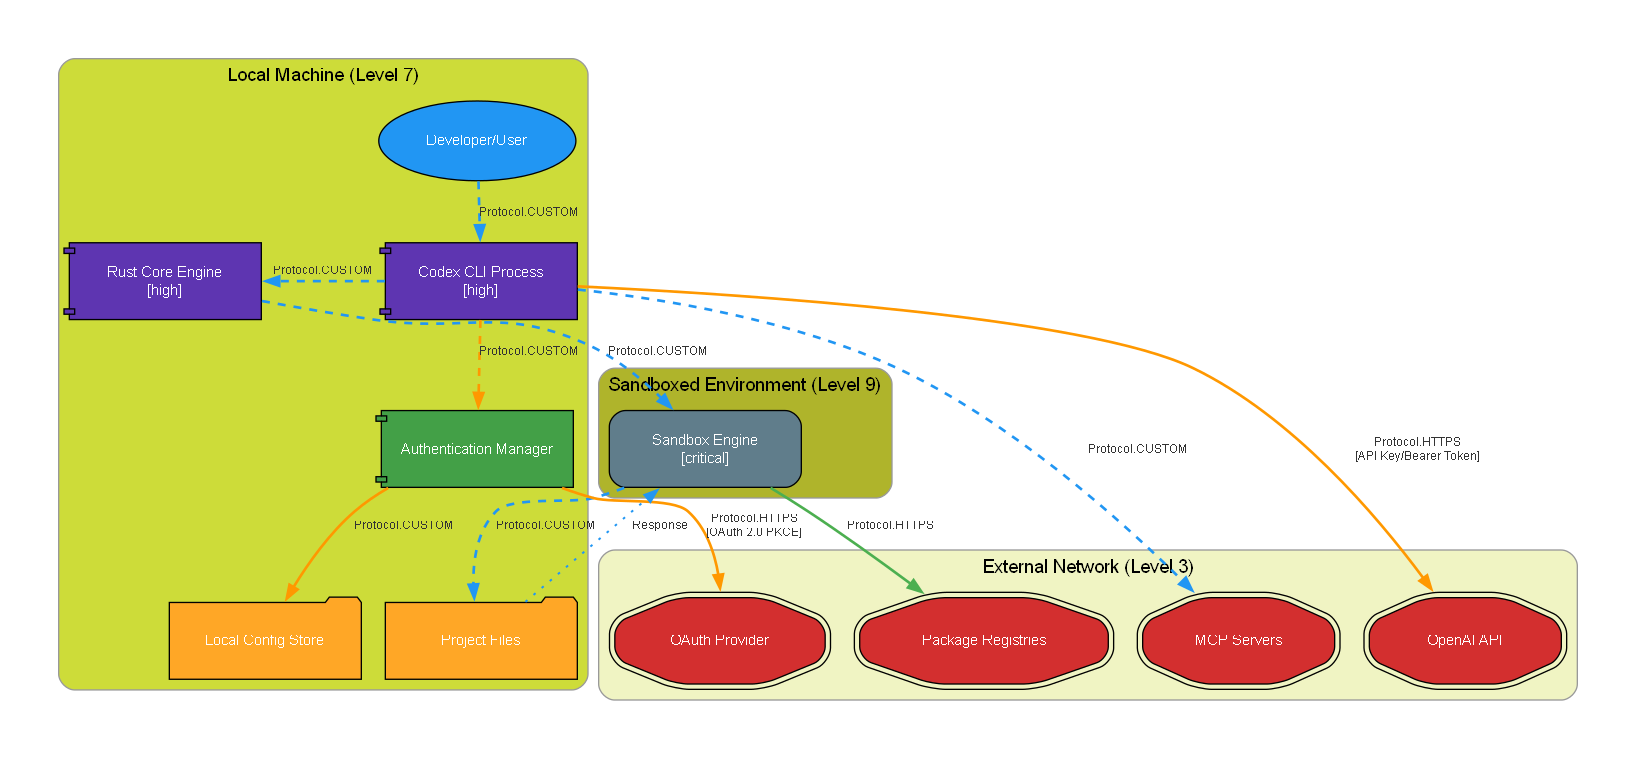 Local Machine (Level 7)
Developer/User
Protocol.CUSTOM
Rust Core Engine
[high]
Protocol.CUSTOM
Codex CLI Process
[high]
Protocol.CUSTOM
Protocol.CUSTOM
Sandboxed Environment (Level 9)
Authentication Manager
Sandbox Engine
[critical]
Protocol.CUSTOM
Protocol.HTTPS
[API Key/Bearer Token]
Protocol.CUSTOM
Protocol.CUSTOM
Response
Protocol.HTTPS
[OAuth 2.0 PKCE]
Protocol.HTTPS
External Network (Level 3)
Local Config Store
Project Files
OAuth Provider
Package Registries
MCP Servers
OpenAI API